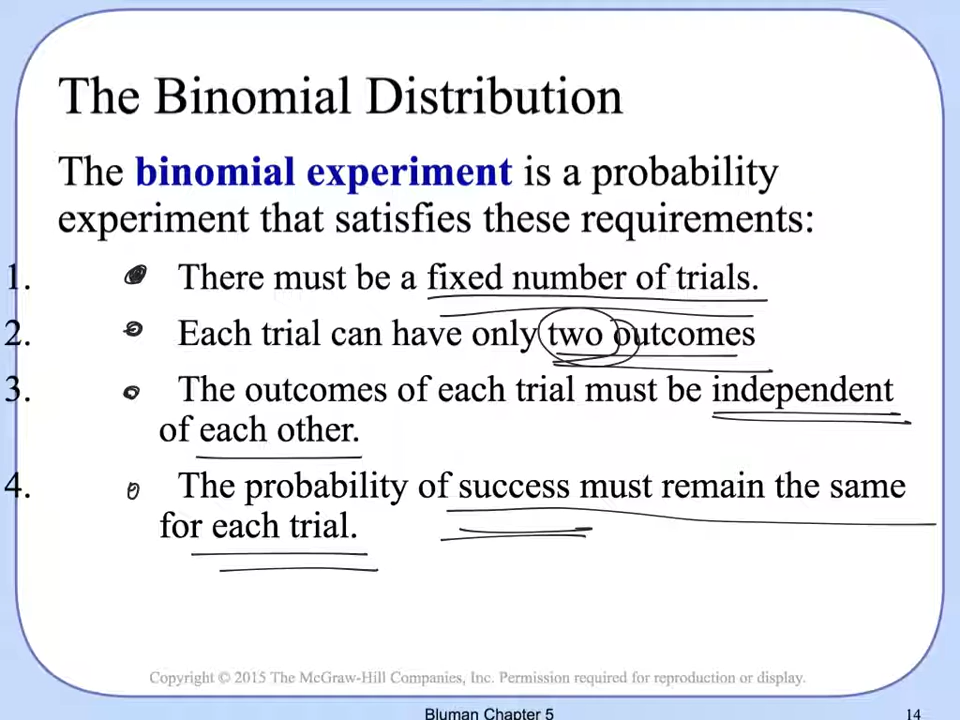 The Binomial Distribution
The binomial experiment is a probability
experiment that satisfies these requirements:
1. There must be a fixed number of trials.
2. Each trial can have only two outcomes
3. The outcomes of each trial must be independent
of each other.
4. The probability of success must remain the same
for each trial.
Copyright © 2015 The McGraw-Hill Companies, Inc. Permission required for reproduction or display.
Bluman Chapter 5 14